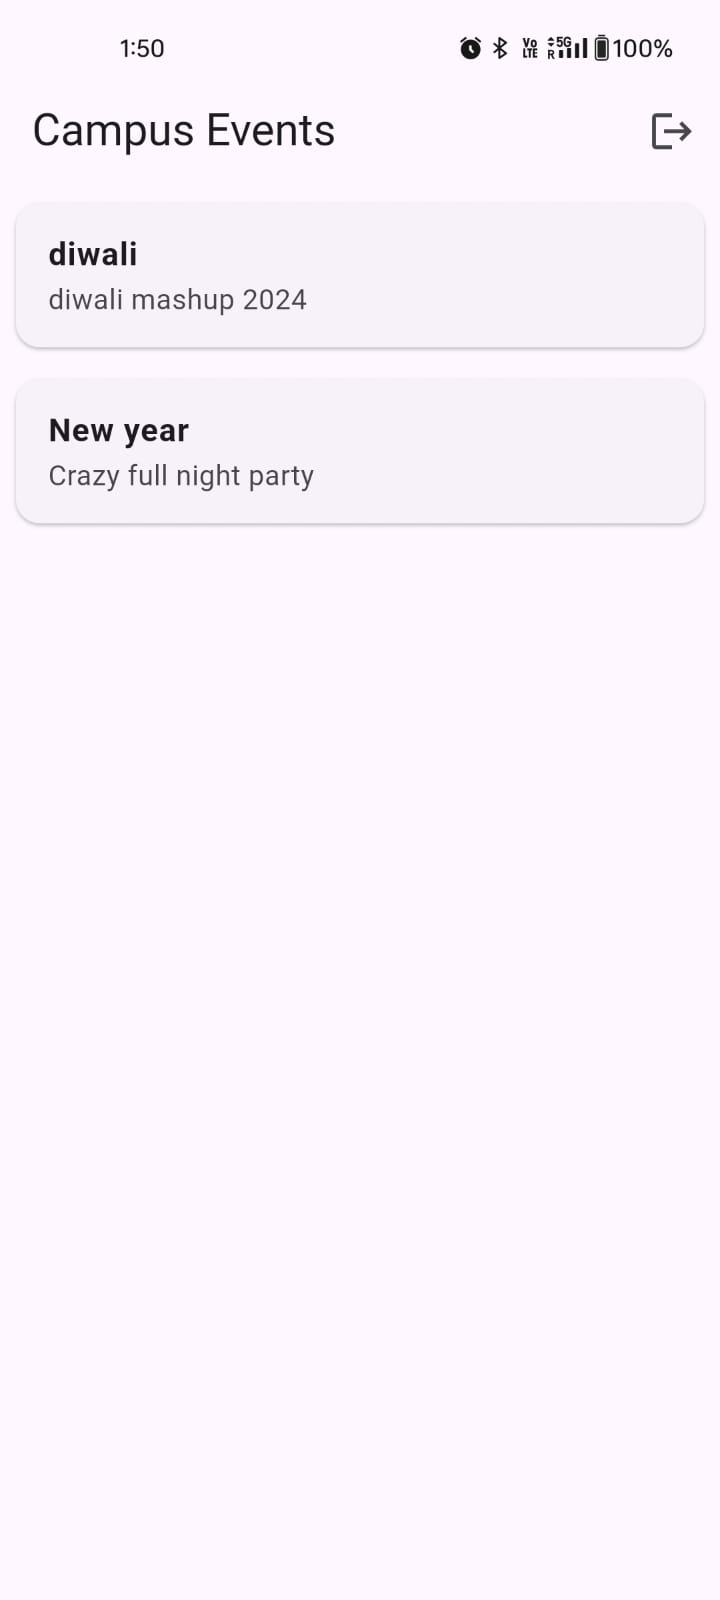 1:50
Vo LTE 5G R 100%
Campus Events
diwali
diwali mashup 2024
New year
Crazy full night party